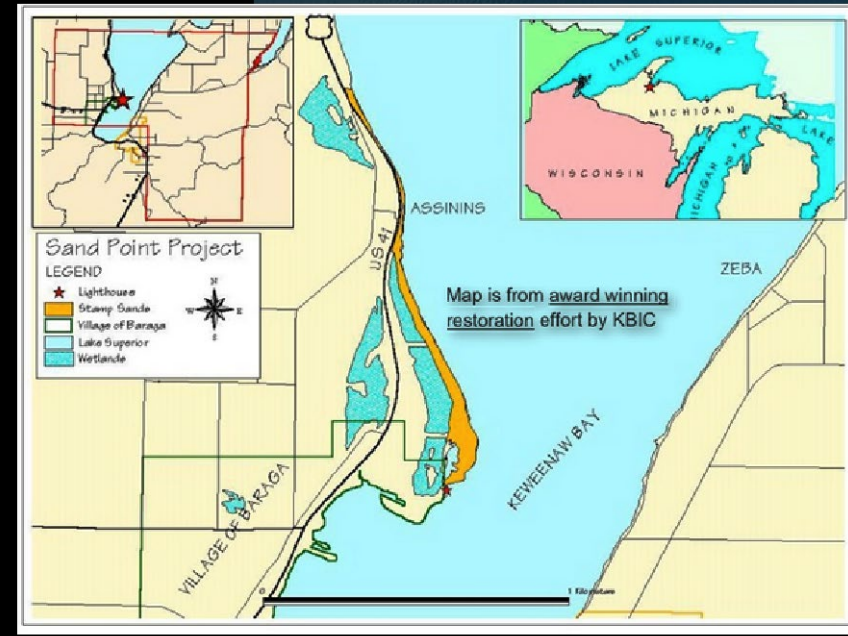 LAKE SUPERIOR
MICHIGAN
WISCONSIN
MICHIGAN
LAKE
ASSININS
US 41
Sand Point Project
LEGEND
Lighthouse
Stamp Sands
Village of Baraga
Lake Superior
Wetlands
N
W
E
S
ZEBA
Map is from award winning
restoration effort by KBIC
KEWEENAW BAY
VILLAGE OF BARAGA
0
1 Kilometers